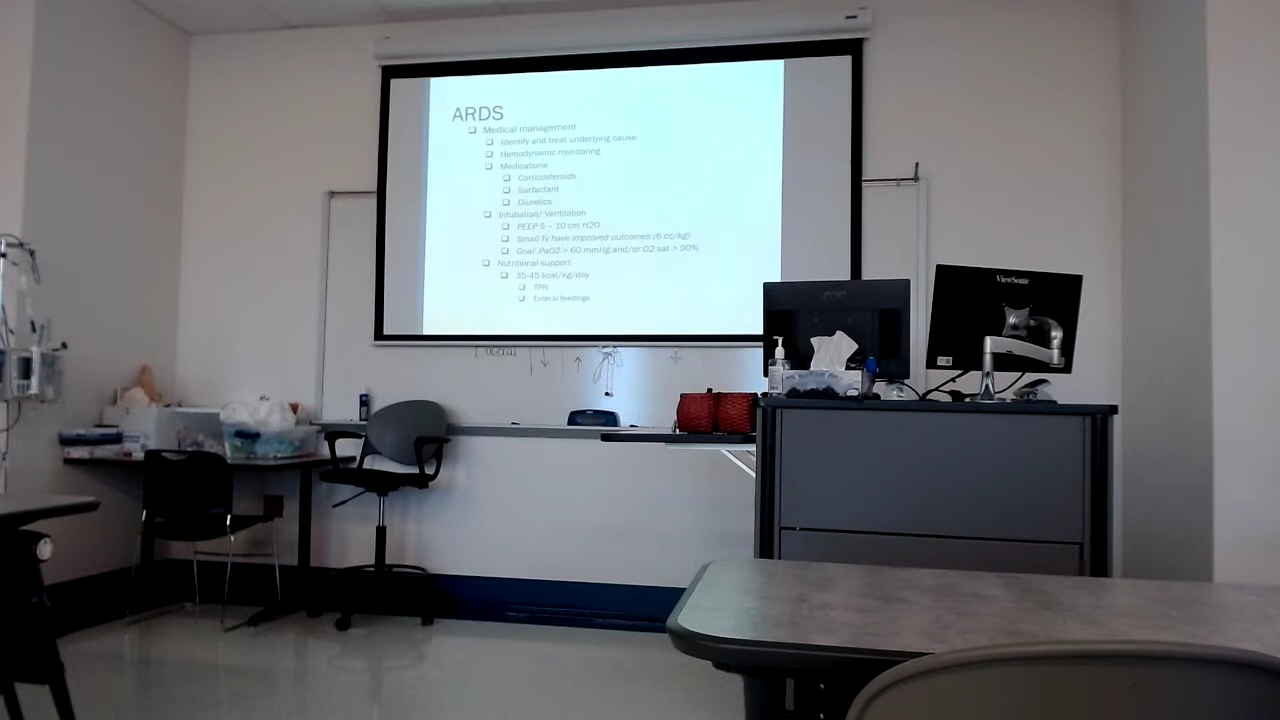 ARDS
Medical management
Identify and treat underlying cause
Hemodynamic monitoring
Medications
Corticosteroids
Surfactant
Diuretics
Intubation/ Ventilation
PEEP 5 – 10 cm H2O
Small Tv have improved outcomes (6 cc/kg)
Goal: PaO2 > 60 mmHg and/or O2 sat > 90%
Nutritional support
35-45 kcal/kg/day
TPN
Enteral feedings
ViewSonic
AOC